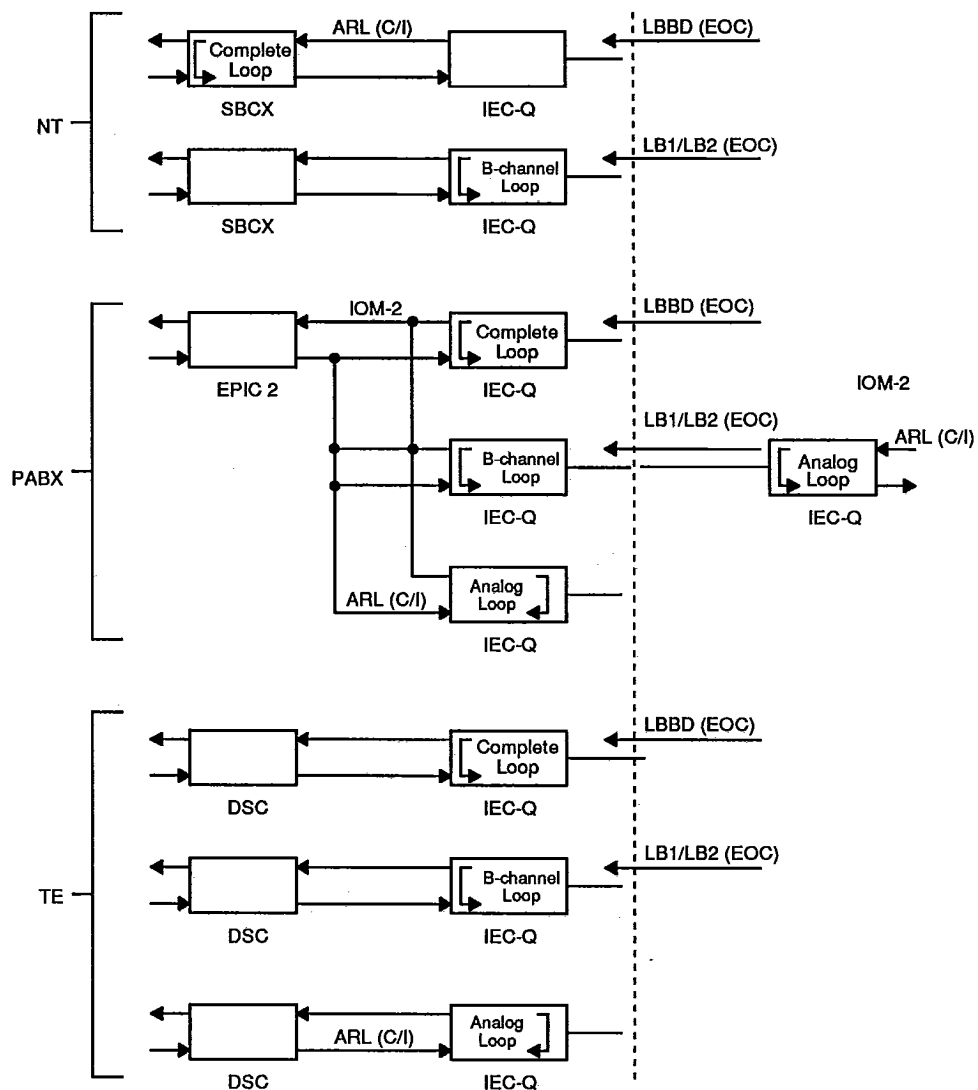 ARL (C/I)
LBBD (EOC)
Complete
Loop
SBCX
IEC-Q
NT
LB1/LB2 (EOC)
B-channel
Loop
SBCX
IEC-Q
IOM-2
LBBD (EOC)
Complete
Loop
EPIC 2
IEC-Q
IOM-2
LB1/LB2 (EOC)
ARL (C/I)
B-channel
Loop
Analog
Loop
PABX
IEC-Q
IEC-Q
ARL (C/I)
Analog
Loop
IEC-Q
LBBD (EOC)
Complete
Loop
DSC
IEC-Q
LB1/LB2 (EOC)
B-channel
Loop
TE
DSC
IEC-Q
ARL (C/I)
Analog
Loop
DSC
IEC-Q